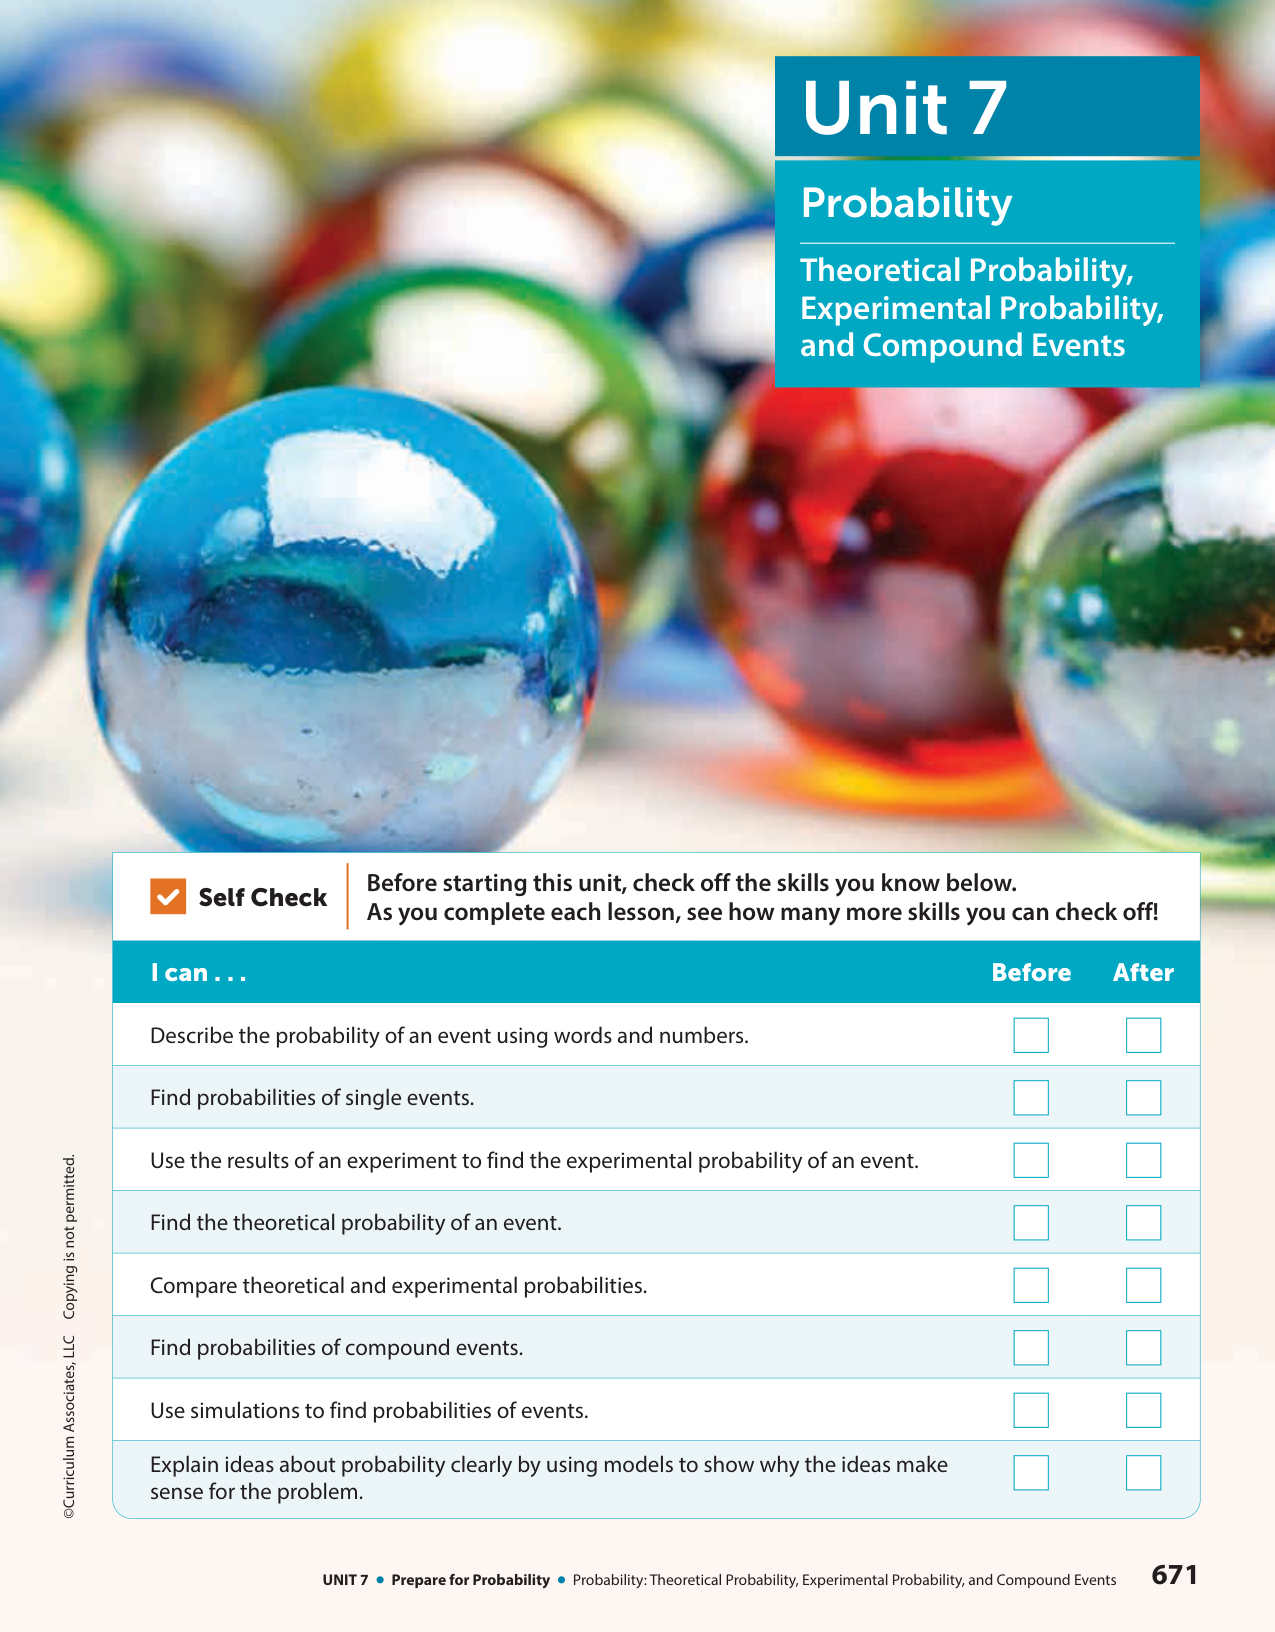 Unit 7
Probability
Theoretical Probability,
Experimental Probability,
and Compound Events
Self Check
Before starting this unit, check off the skills you know below.
As you complete each lesson, see how many more skills you can check off!
I can . . .
Before
After
Describe the probability of an event using words and numbers.
Find probabilities of single events.
Use the results of an experiment to find the experimental probability of an event.
Find the theoretical probability of an event.
Compare theoretical and experimental probabilities.
Find probabilities of compound events.
Use simulations to find probabilities of events.
Explain ideas about probability clearly by using models to show why the ideas make
sense for the problem.
©Curriculum Associates, LLC Copying is not permitted.
UNIT 7 • Prepare for Probability • Probability: Theoretical Probability, Experimental Probability, and Compound Events 671